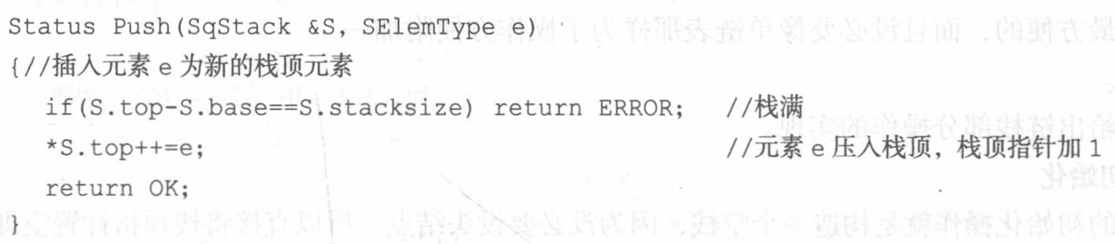 Status Push(SqStack &S, SElemType e)
{//插入元素 e 为新的栈顶元素
if(S.top-S.base==S.stacksize) return ERROR; //栈满
*S.top++=e; //元素 e 压入栈顶，栈顶指针加 1
return OK;
}